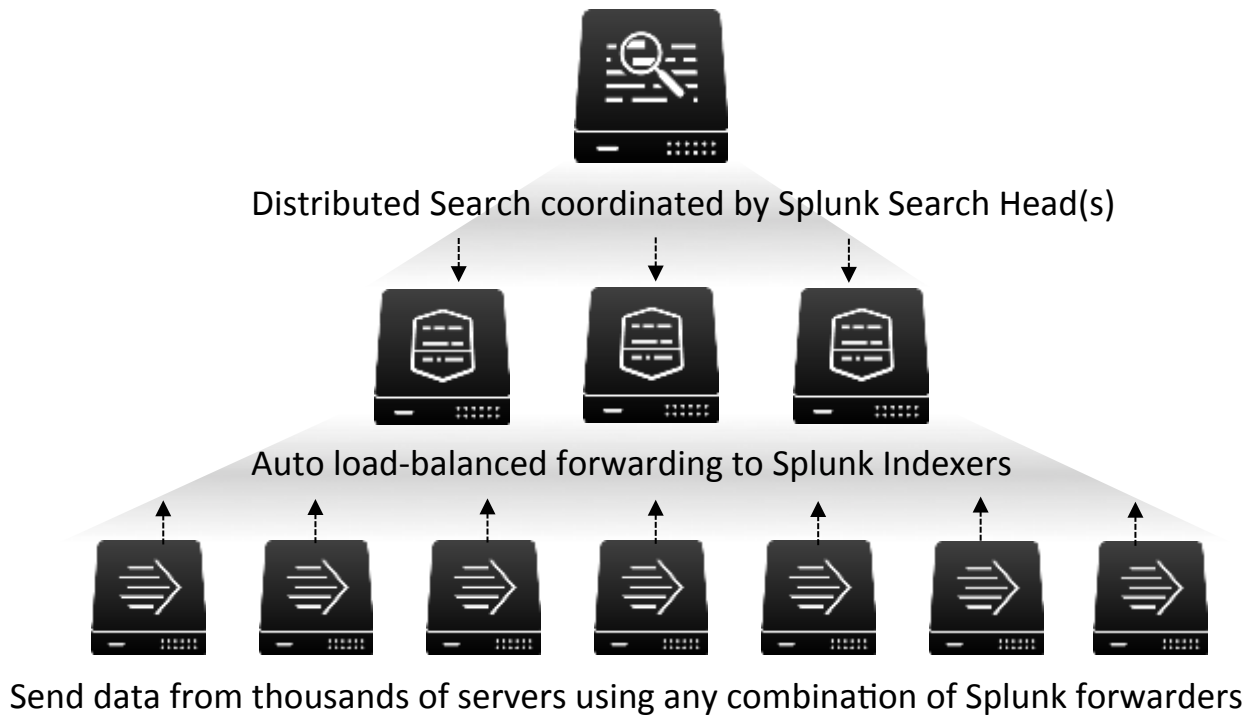 Distributed Search coordinated by Splunk Search Head(s)
Auto load-balanced forwarding to Splunk Indexers
Send data from thousands of servers using any combination of Splunk forwarders